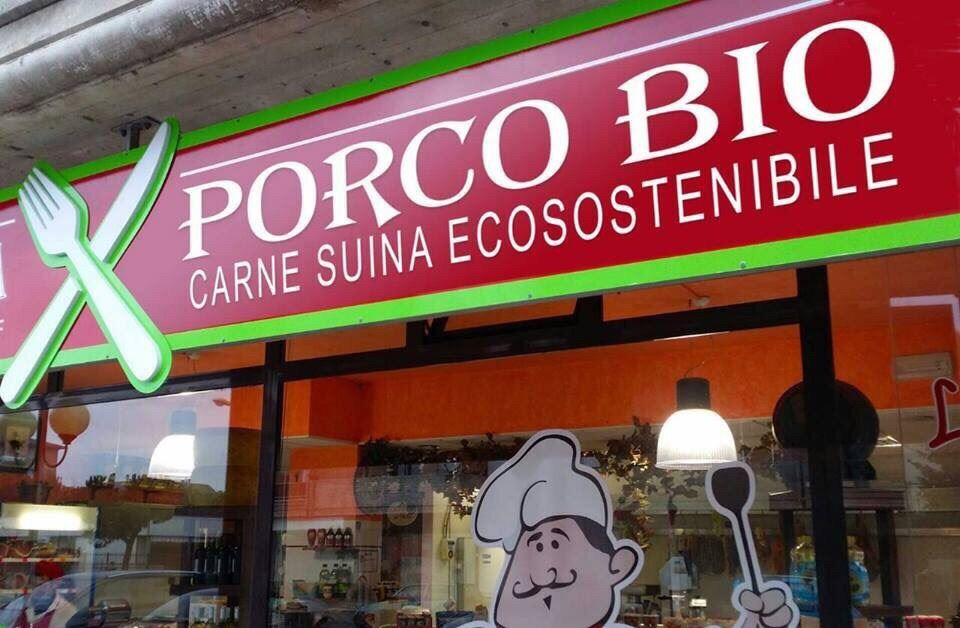 PORCO BIO
CARNE SUINA ECOSOSTENIBILE